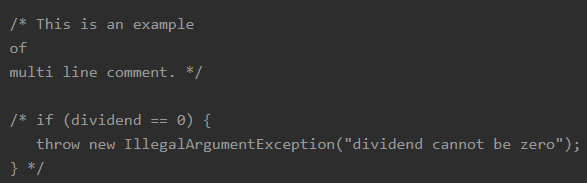 /* This is an example
of
multi line comment. */
/* if (dividend == 0) {
throw new IllegalArgumentException("dividend cannot be zero");
} */